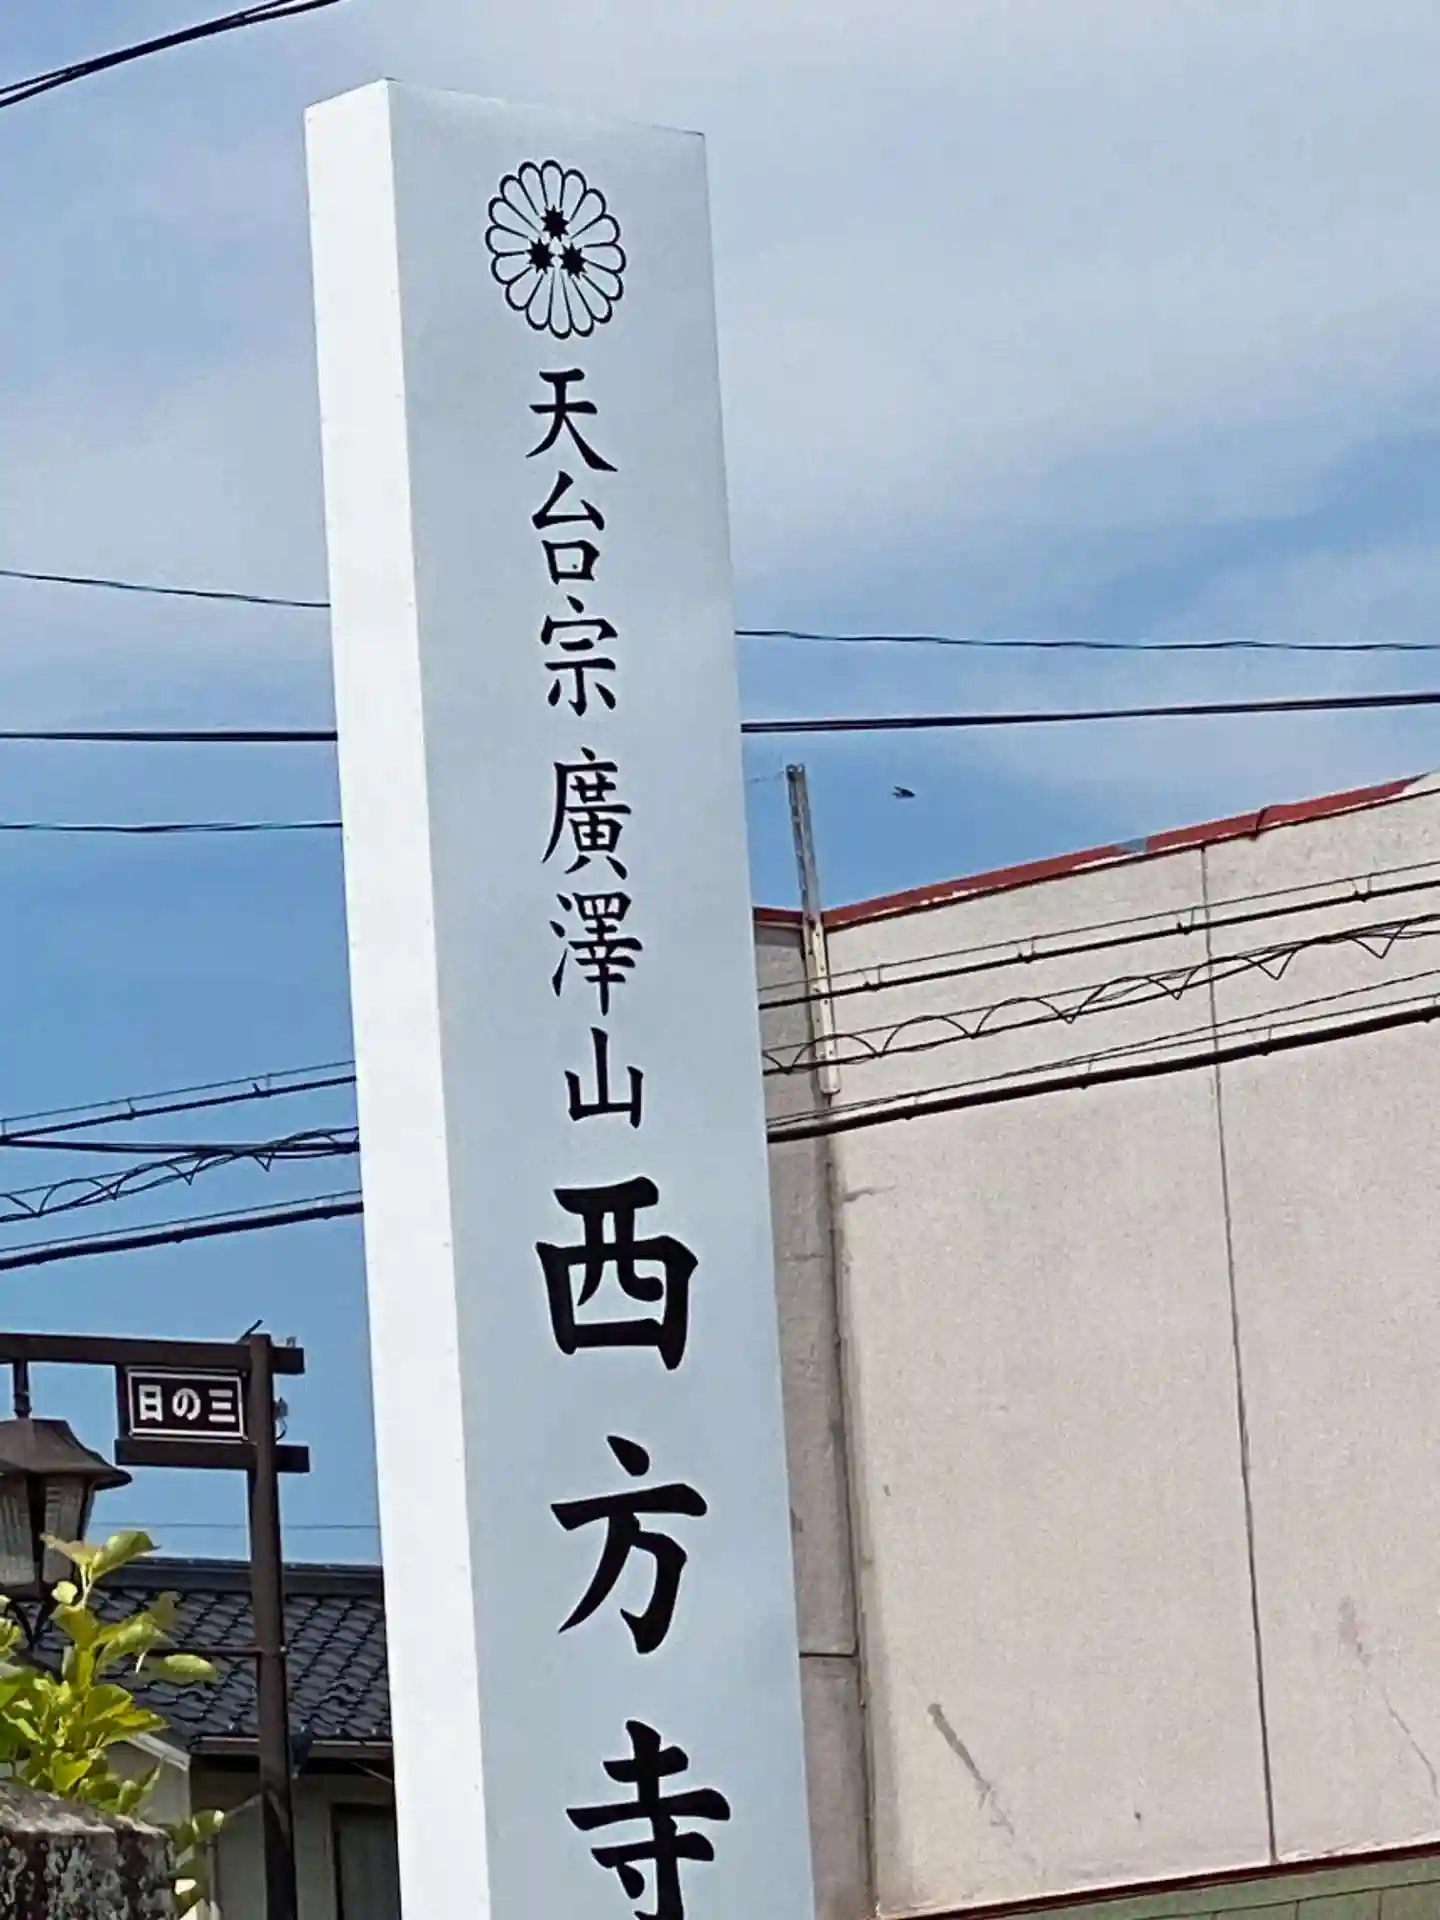 天台宗 廣澤山 西方寺
日の三